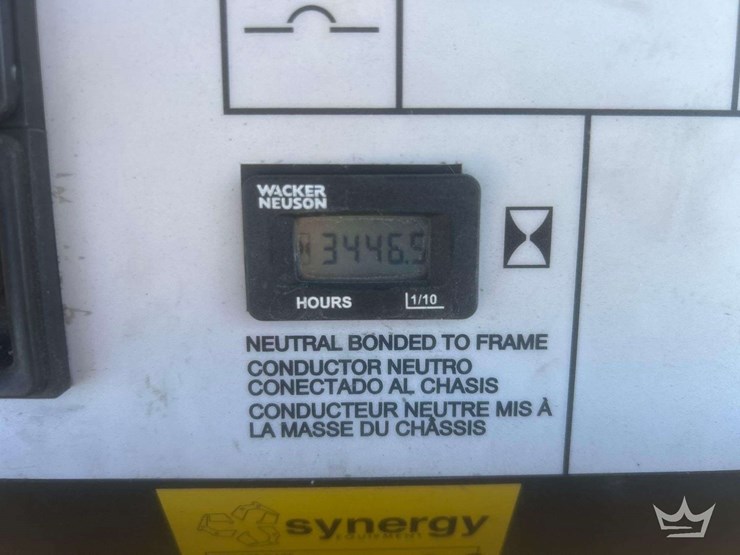 WACKER
NEUSON
3446.5
HOURS 1/10
NEUTRAL BONDED TO FRAME
CONDUCTOR NEUTRO
CONECTADO AL CHASIS
CONDUCTEUR NEUTRE MIS À
LA MASSE DU CHÂSSIS
synergy
EQUIPMENT